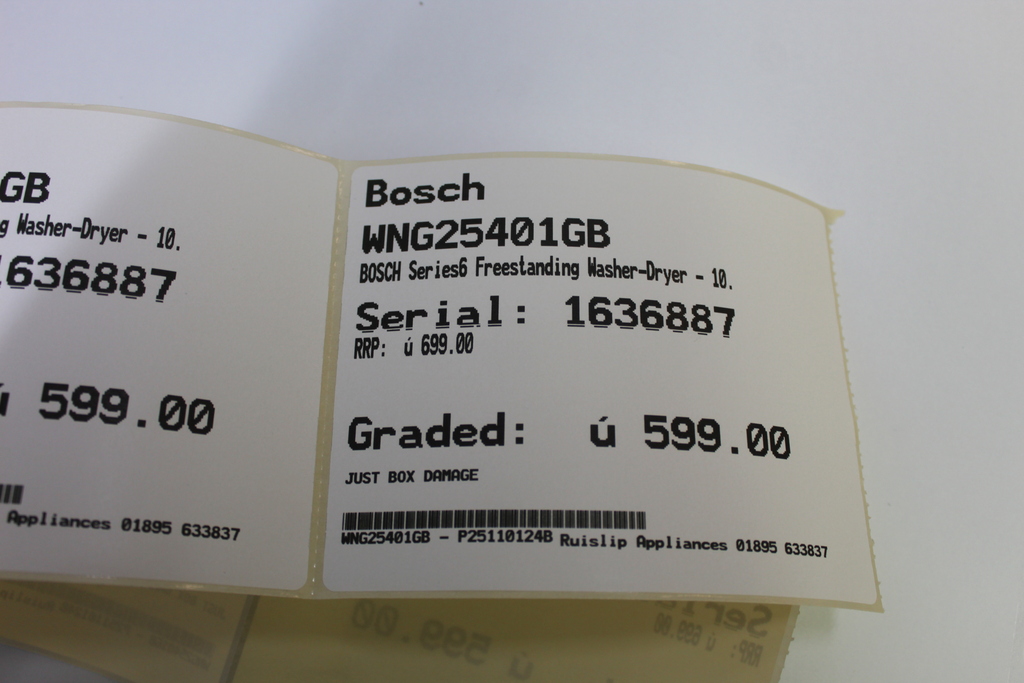 GB
g Washer-Dryer - 10.
1636887
ú 599.00
Appliances 01895 633837
Bosch
WNG25401GB
BOSCH Series6 Freestanding Washer-Dryer - 10.
Serial: 1636887
RRP: ú 699.00
Graded: ú 599.00
JUST BOX DAMAGE
WNG25401GB - P25110124B Ruislip Appliances 01895 633837